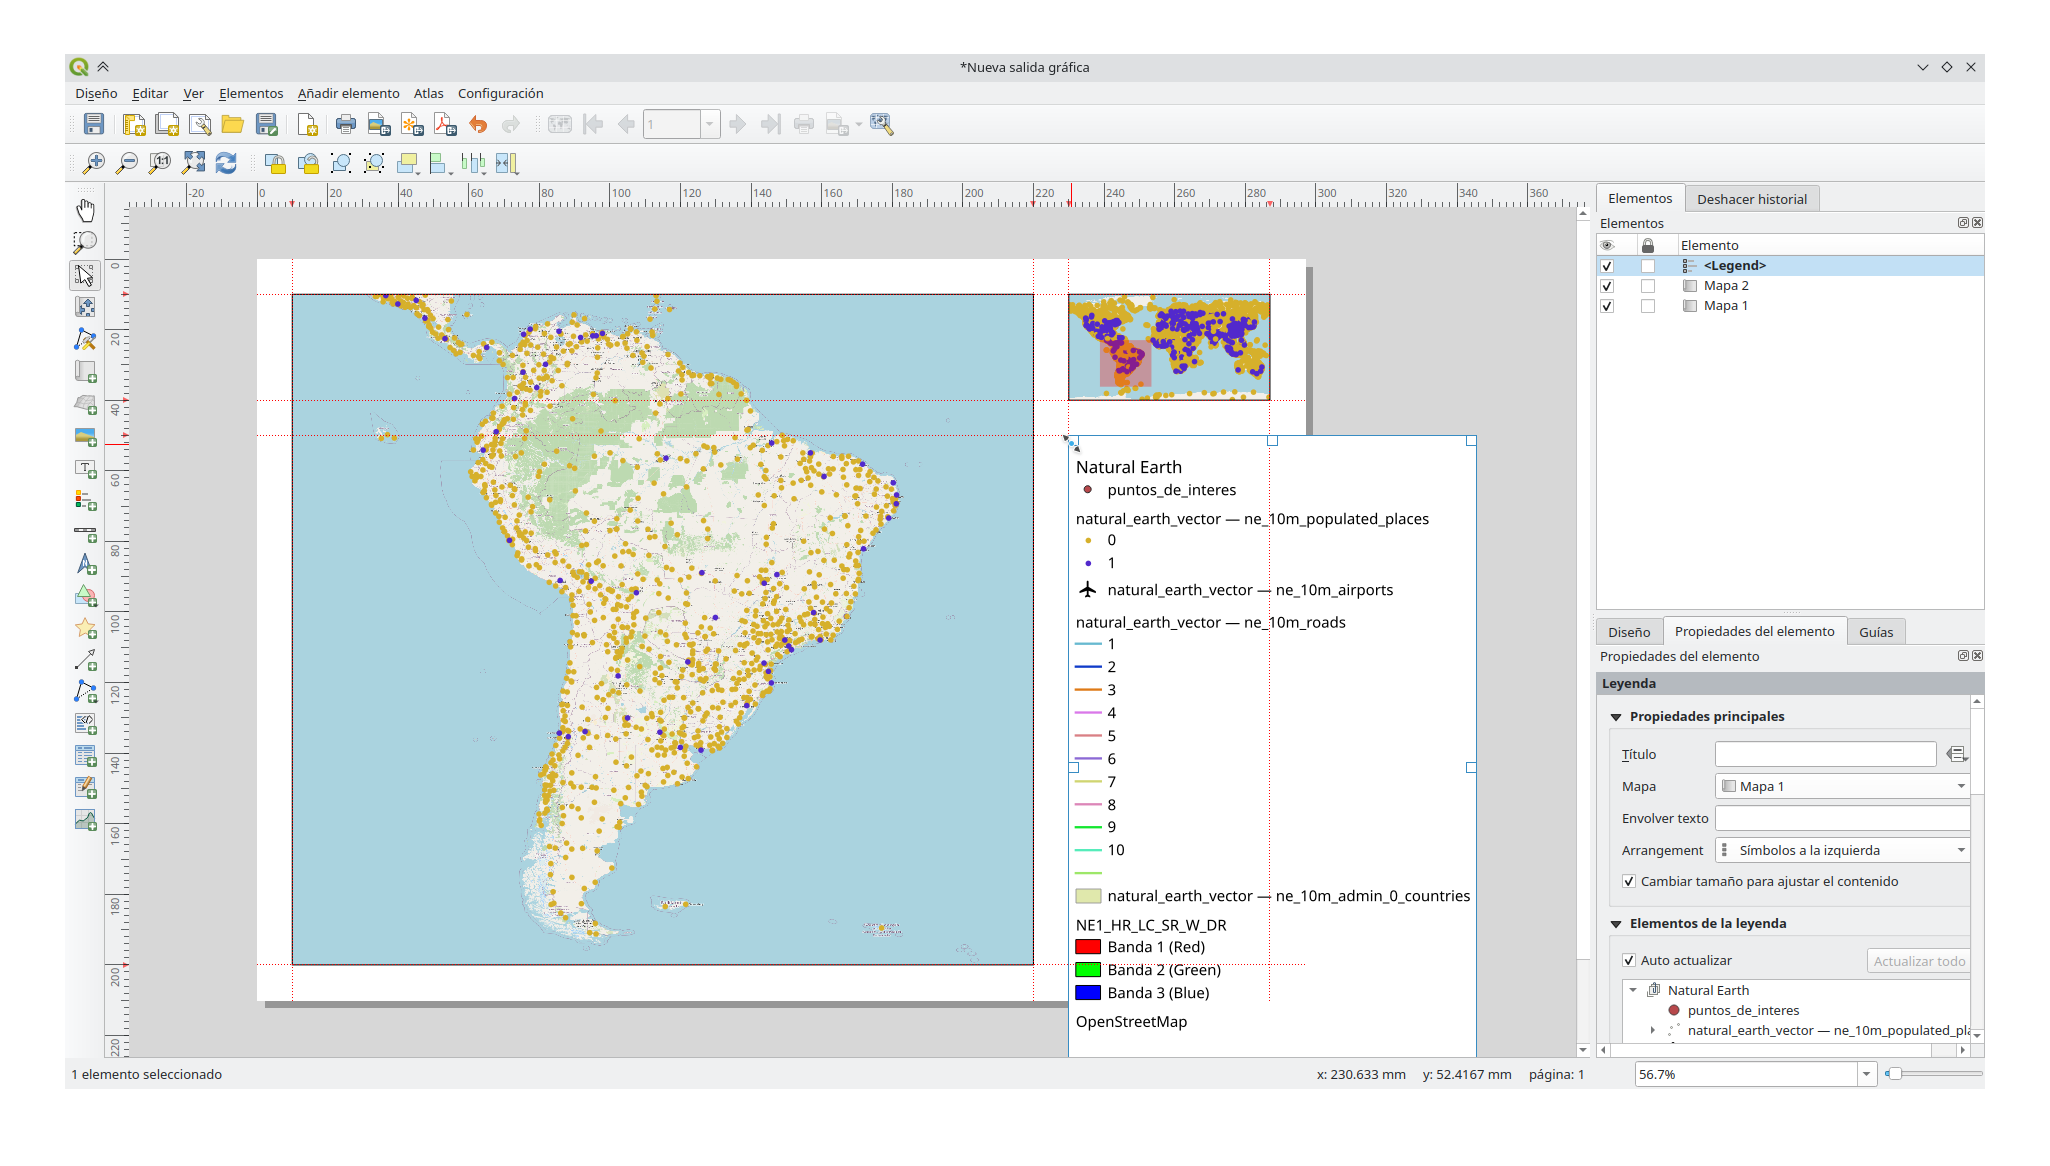 *Nueva salida gráfica
Diseño Editar Ver Elementos Añadir elemento Atlas Configuración
1
1:1
-20 0 20 40 60 80 100 120 140 160 180 200 220 240 260 280 300 320 340 360
0
20
40
60
80
100
120
140
160
180
200
220
Natural Earth
puntos_de_interes
natural_earth_vector — ne_10m_populated_places
0
1
natural_earth_vector — ne_10m_airports
natural_earth_vector — ne_10m_roads
1
2
3
4
5
6
7
8
9
10
natural_earth_vector — ne_10m_admin_0_countries
NE1_HR_LC_SR_W_DR
Banda 1 (Red)
Banda 2 (Green)
Banda 3 (Blue)
OpenStreetMap
Elementos Deshacer historial
Elementos
Elemento
<Legend>
Mapa 2
Mapa 1
Diseño Propiedades del elemento Guías
Propiedades del elemento
Leyenda
Propiedades principales
Título
Mapa Mapa 1
Envolver texto
Arrangement Símbolos a la izquierda
Cambiar tamaño para ajustar el contenido
Elementos de la leyenda
Auto actualizar Actualizar todo
Natural Earth
puntos_de_interes
natural_earth_vector — ne_10m_populated_pla
1 elemento seleccionado x: 230.633 mm y: 52.4167 mm página: 1 56.7%